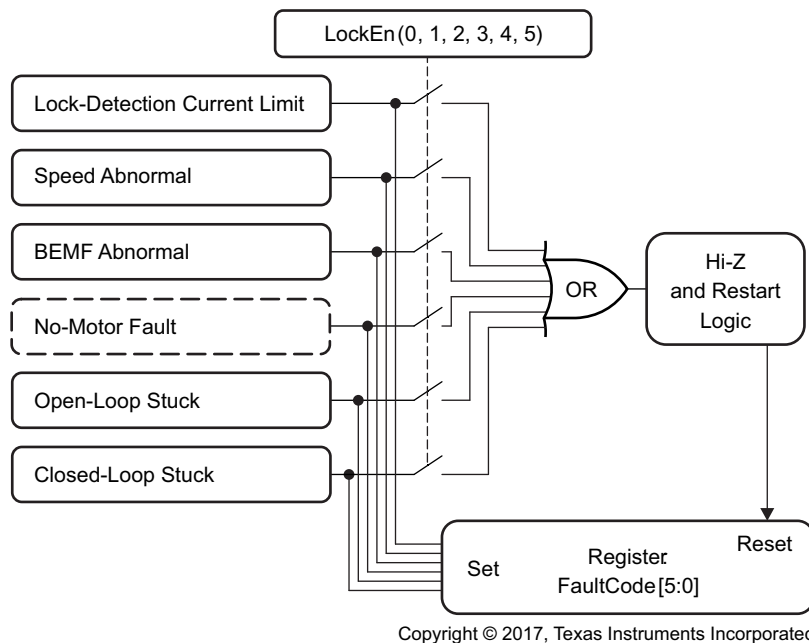 LockEn(0, 1, 2, 3, 4, 5)
Lock-Detection Current Limit
Speed Abnormal
BEMF Abnormal
No-Motor Fault
Open-Loop Stuck
Closed-Loop Stuck
OR
Hi-Z
and Restart
Logic
Reset
Set
Register.
FaultCode[5:0]
Copyright © 2017, Texas Instruments Incorporated